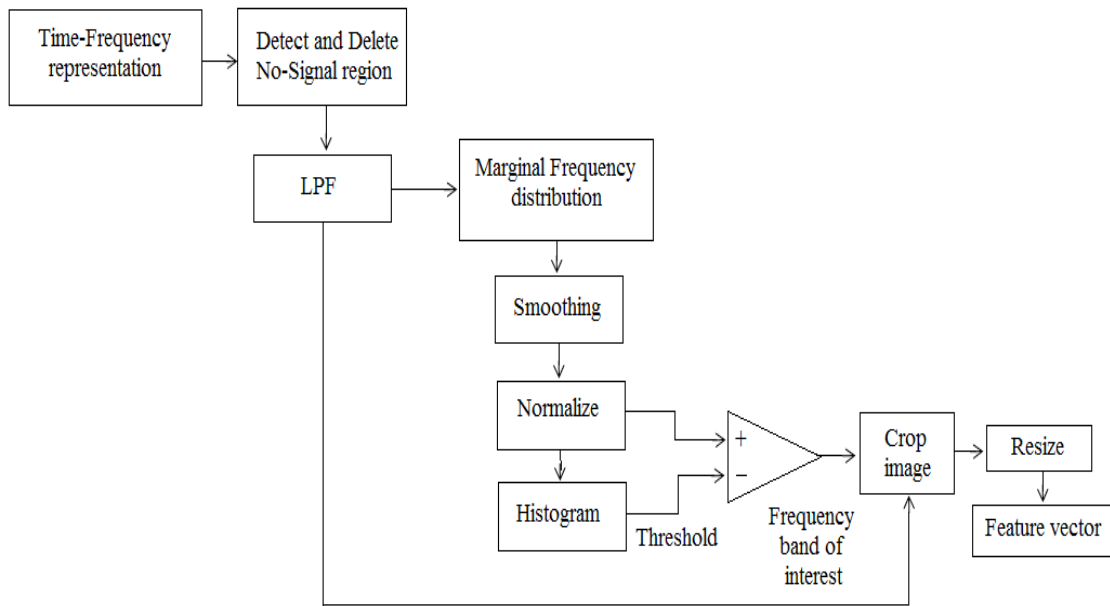 Time-Frequency
representation
Detect and Delete
No-Signal region
LPF
Marginal Frequency
distribution
Smoothing
Normalize
Histogram
Threshold
+
−
Frequency
band of
interest
Crop
image
Resize
Feature vector